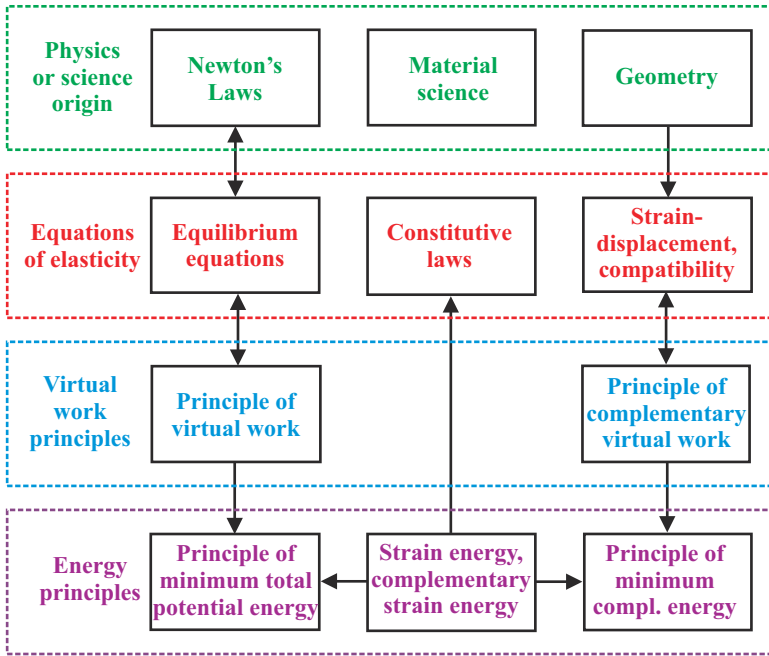 Physics
or science
origin
Newton's
Laws
Material
science
Geometry
Equations
of elasticity
Equilibrium
equations
Constitutive
laws
Strain-
displacement,
compatibility
Virtual
work
principles
Principle of
virtual work
Principle of
complementary
virtual work
Energy
principles
Principle of
minimum total
potential energy
Strain energy,
complementary
strain energy
Principle of
minimum
compl. energy